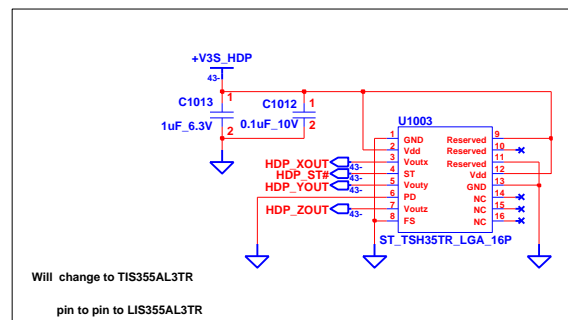 +V3S_HDP
43-
C1013 1
1uF_6.3V
2
C1012 1
0.1uF_10V
2
U1003
1 GND Reserved 9
2 Vdd Reserved 10
HDP_XOUT 43- 3 Voutx Reserved 11
HDP_ST# 43- 4 ST Vdd 12
HDP_YOUT 43- 5 Vouty GND 13
6 PD NC 14
HDP_ZOUT 43- 7 Voutz NC 15
8 FS NC 16
ST_TSH35TR_LGA_16P
Will change to TIS355AL3TR
pin to pin to LIS355AL3TR